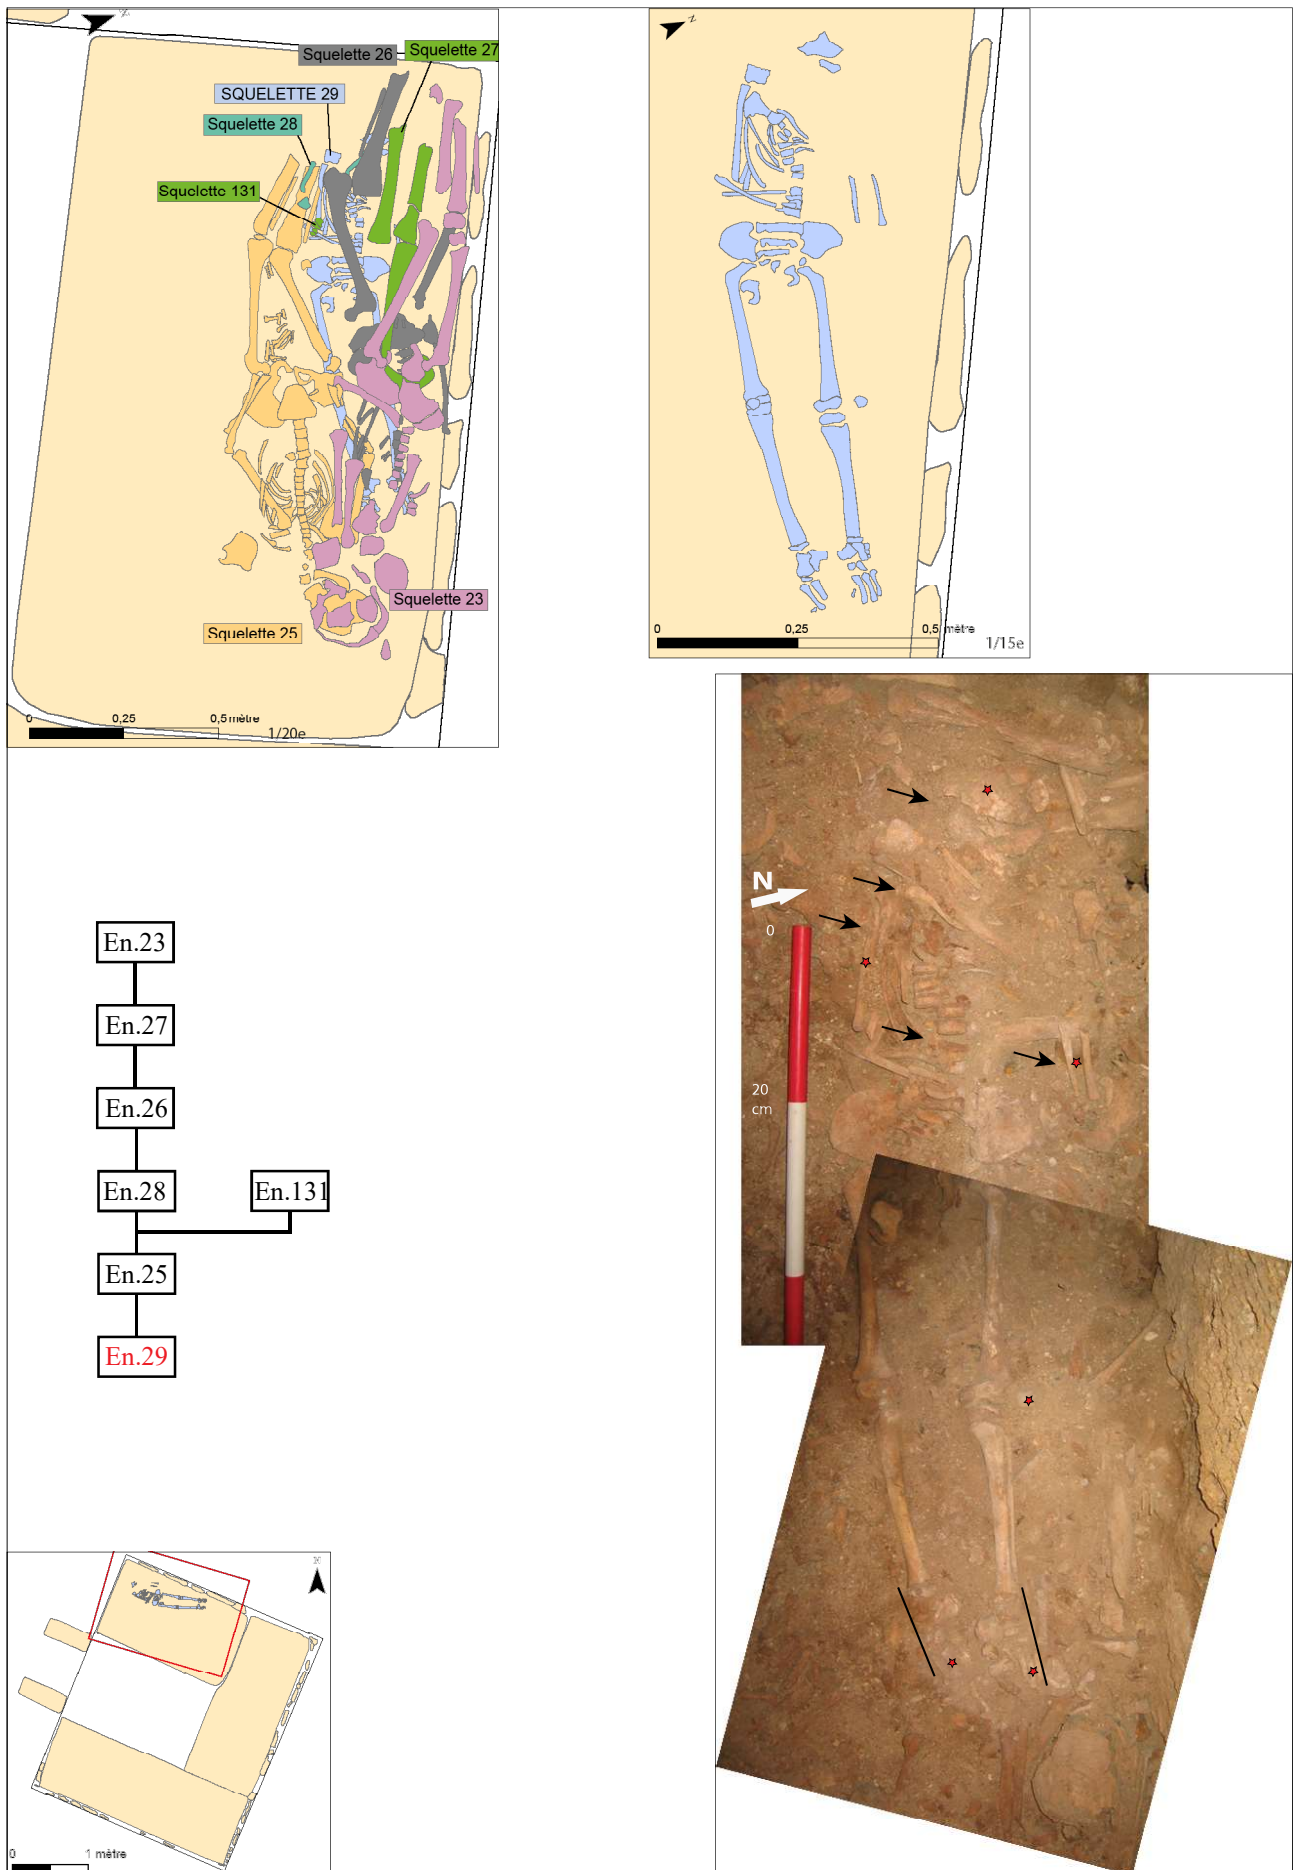 Squelette 26
Squelette 27
SQUELETTE 29
Squelette 28
Squelette 131
Squelette 23
Squelette 25
0 0,25 0,5 mètre
1/20e
N
0 0,25 0,5 mètre
1/15e
En.23
En.27
En.26
En.28
En.131
En.25
En.29
N
0
20
cm
N
0 1 mètre